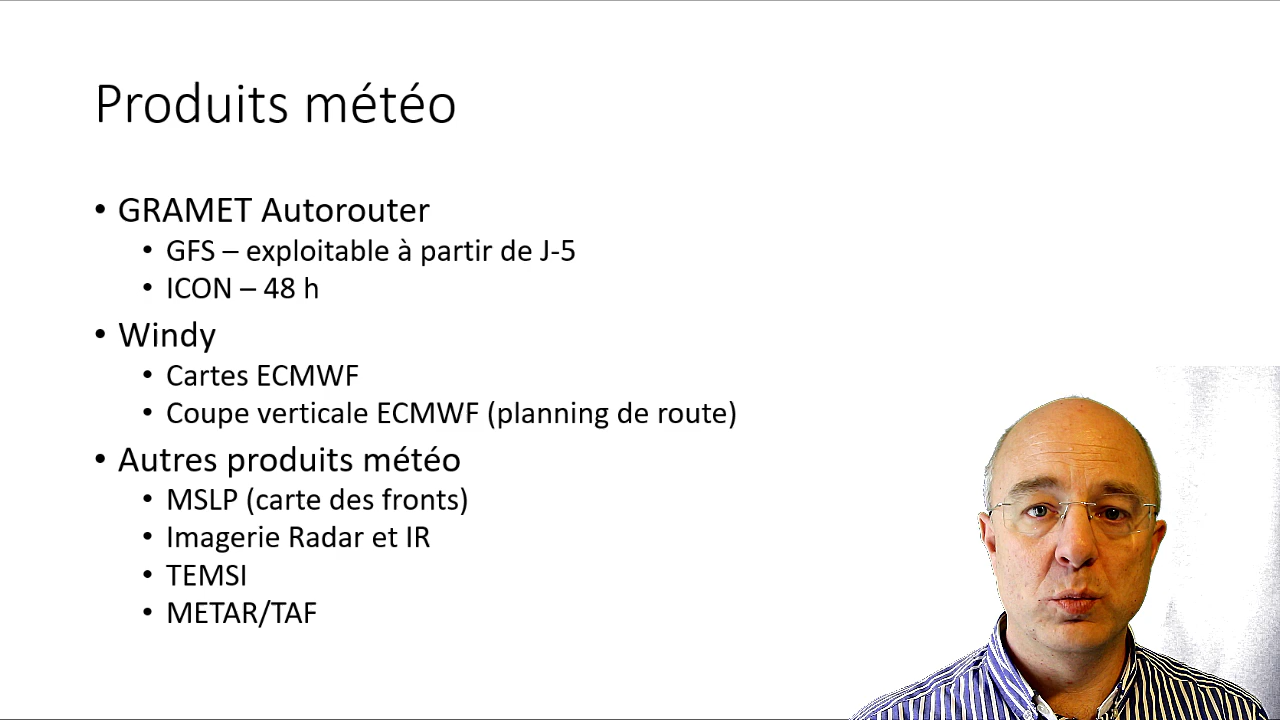 Produits météo
• GRAMET Autorouter
• GFS – exploitable à partir de J-5
• ICON – 48 h
• Windy
• Cartes ECMWF
• Coupe verticale ECMWF (planning de route)
• Autres produits météo
• MSLP (carte des fronts)
• Imagerie Radar et IR
• TEMSI
• METAR/TAF